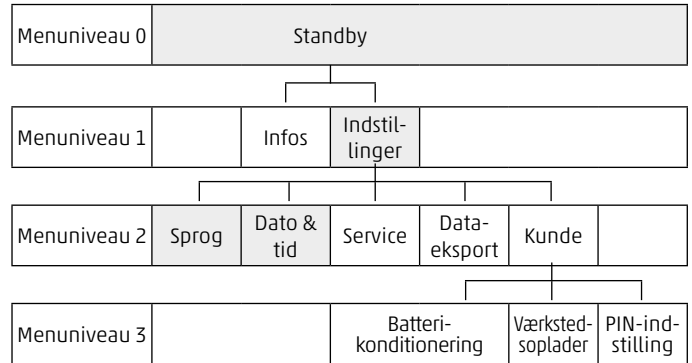 Menuniveau 0 Standby
Menuniveau 1 Infos Indstil-
linger
Menuniveau 2 Sprog Dato &
tid Service Data-
eksport Kunde
Menuniveau 3 Batteri-
konditionering Værksted-
soplader PIN-ind-
stilling